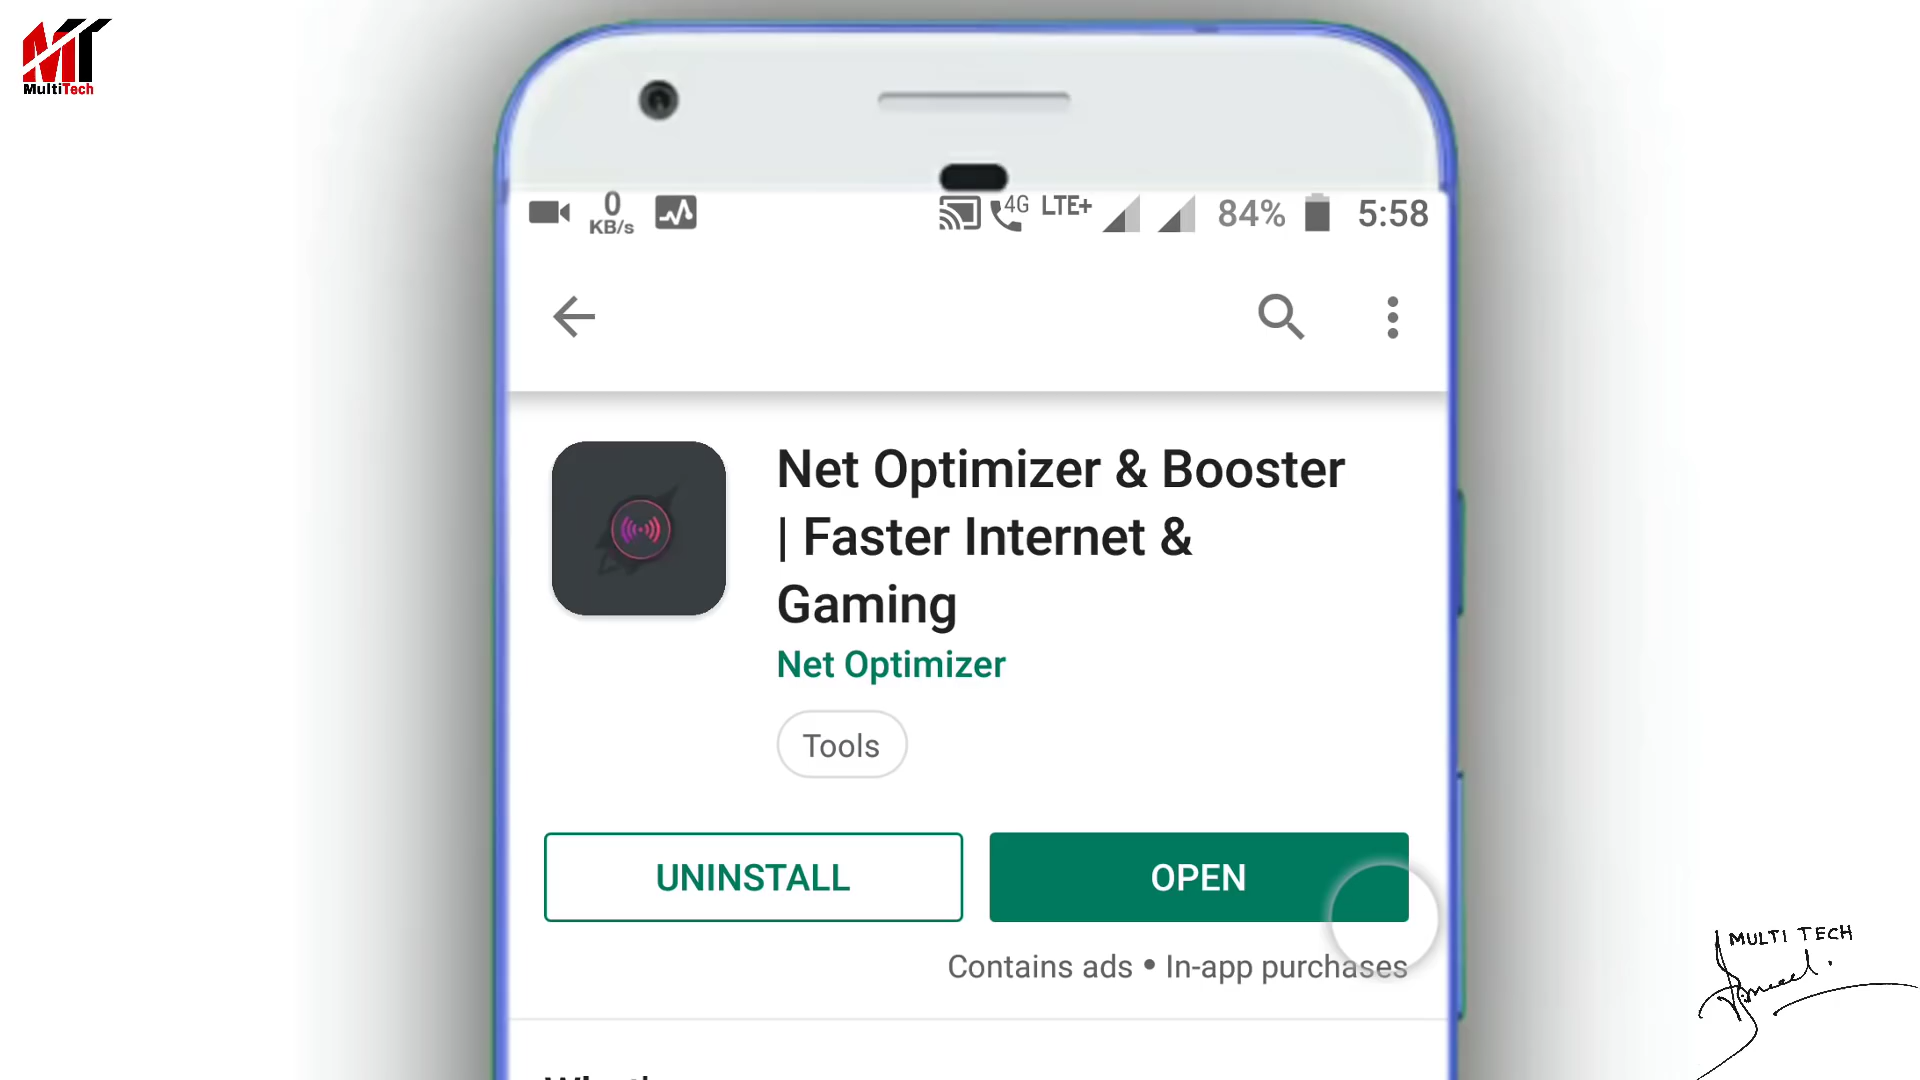 MT
MultiTech
0
KB/s
4G LTE+ 84% 5:58
Net Optimizer & Booster
| Faster Internet &
Gaming
Net Optimizer
Tools
UNINSTALL
OPEN
Contains ads • In-app purchases
MULTI TECH